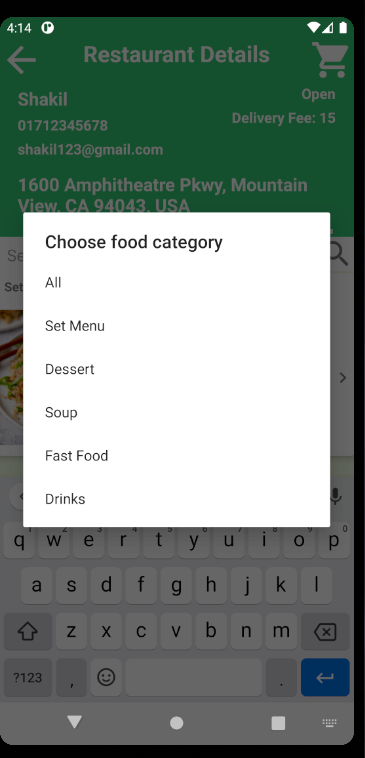 4:14
Restaurant Details
Shakil
Open
01712345678
Delivery Fee: 15
shakil123@gmail.com
1600 Amphitheatre Pkwy, Mountain
View, CA 94043, USA
Choose food category
All
Set Menu
Dessert
Soup
Fast Food
Drinks
Se
Set
q w e r t y u i o p
1 2 3 4 5 6 7 8 9 0
a s d f g h j k l
z x c v b n m
?123 , .